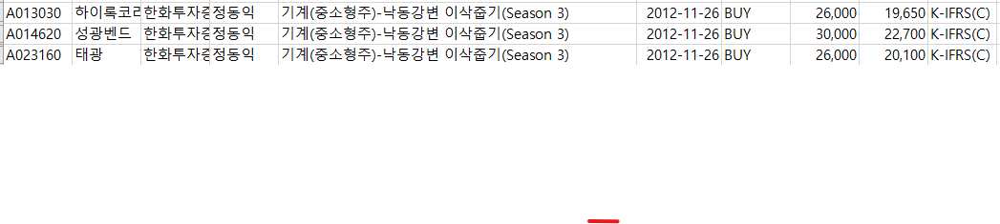 A013030 하이록코리 한화투자증 정동익 기계(중소형주)-낙동강변 이삭줍기(Season 3) 2012-11-26 BUY 26,000 19,650 K-IFRS(C)
A014620 성광벤드 한화투자증 정동익 기계(중소형주)-낙동강변 이삭줍기(Season 3) 2012-11-26 BUY 30,000 22,700 K-IFRS(C)
A023160 태광 한화투자증 정동익 기계(중소형주)-낙동강변 이삭줍기(Season 3) 2012-11-26 BUY 26,000 20,100 K-IFRS(C)